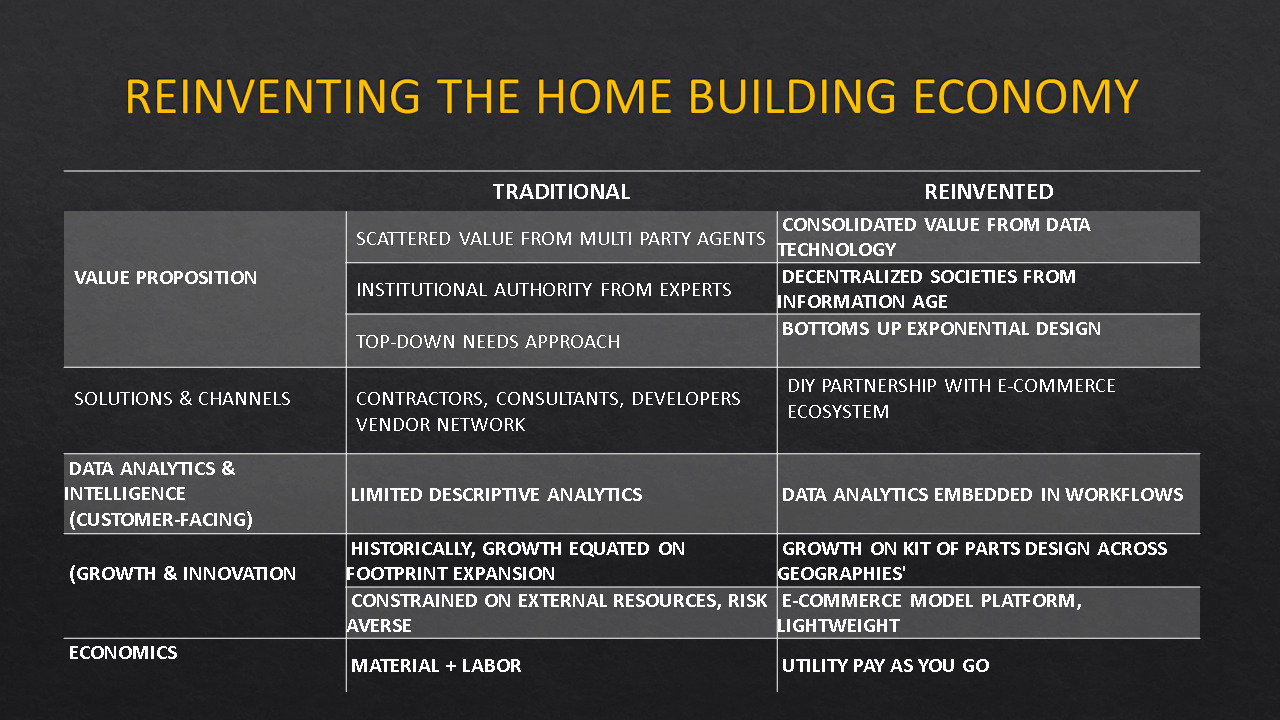 REINVENTING THE HOME BUILDING ECONOMY
TRADITIONAL
REINVENTED
VALUE PROPOSITION
SCATTERED VALUE FROM MULTI PARTY AGENTS
CONSOLIDATED VALUE FROM DATA
TECHNOLOGY
INSTITUTIONAL AUTHORITY FROM EXPERTS
DECENTRALIZED SOCIETIES FROM
INFORMATION AGE
TOP-DOWN NEEDS APPROACH
BOTTOMS UP EXPONENTIAL DESIGN
SOLUTIONS & CHANNELS
CONTRACTORS, CONSULTANTS, DEVELOPERS
VENDOR NETWORK
DIY PARTNERSHIP WITH E-COMMERCE
ECOSYSTEM
DATA ANALYTICS &
INTELLIGENCE
(CUSTOMER-FACING)
LIMITED DESCRIPTIVE ANALYTICS
DATA ANALYTICS EMBEDDED IN WORKFLOWS
(GROWTH & INNOVATION
HISTORICALLY, GROWTH EQUATED ON
FOOTPRINT EXPANSION
GROWTH ON KIT OF PARTS DESIGN ACROSS
GEOGRAPHIES'
CONSTRAINED ON EXTERNAL RESOURCES, RISK
AVERSE
E-COMMERCE MODEL PLATFORM,
LIGHTWEIGHT
ECONOMICS
MATERIAL + LABOR
UTILITY PAY AS YOU GO